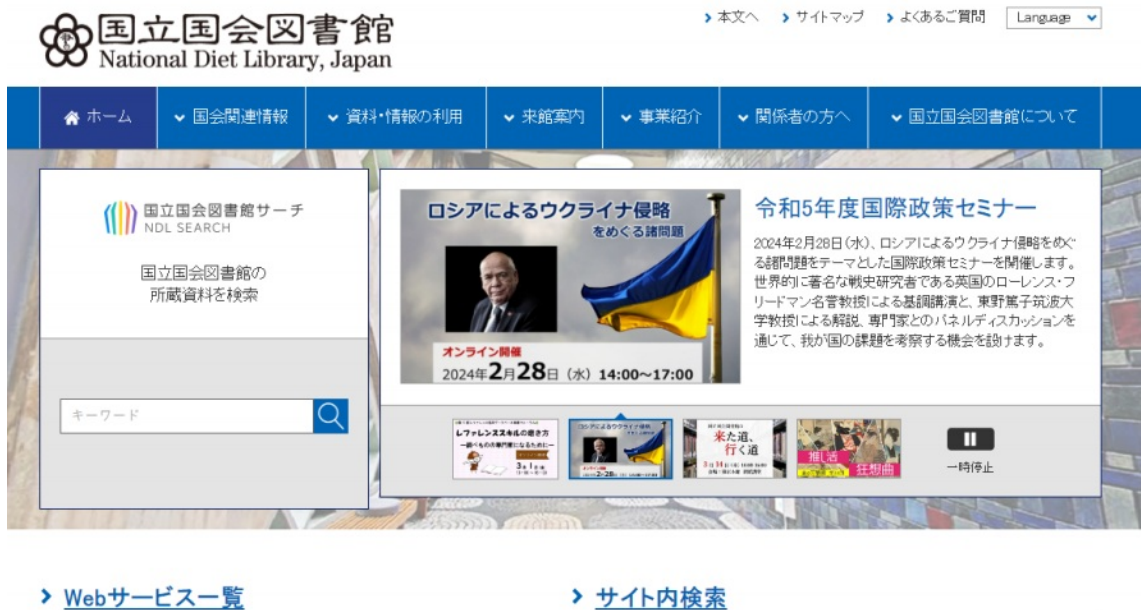 国立国会図書館
National Diet Library, Japan
本文へ サイトマップ よくあるご質問 Language
ホーム 国会関連情報 資料・情報の利用 来館案内 事業紹介 関係者の方へ 国立国会図書館について
国立国会図書館サーチ
NDL SEARCH
国立国会図書館の
所蔵資料を検索
キーワード
ロシアによるウクライナ侵略
をめぐる諸問題
オンライン開催
2024年2月28日（水）14:00～17:00
令和5年度国際政策セミナー
2024年2月28日（水）、ロシアによるウクライナ侵略をめぐ
る諸問題をテーマとした国際政策セミナーを開催します。
世界的に著名な戦史研究者である英国のローレンス・フ
リードマン名誉教授による基調講演と、東野篤子筑波大
学教授による解説、専門家とのパネルディスカッションを
通じて、我が国の課題を考察する機会を設けます。
レファレンススキルの磨き方
―調べものの専門家になるために―
来た道、
行く道
推し活
狂想曲
一時停止
Webサービス一覧
サイト内検索